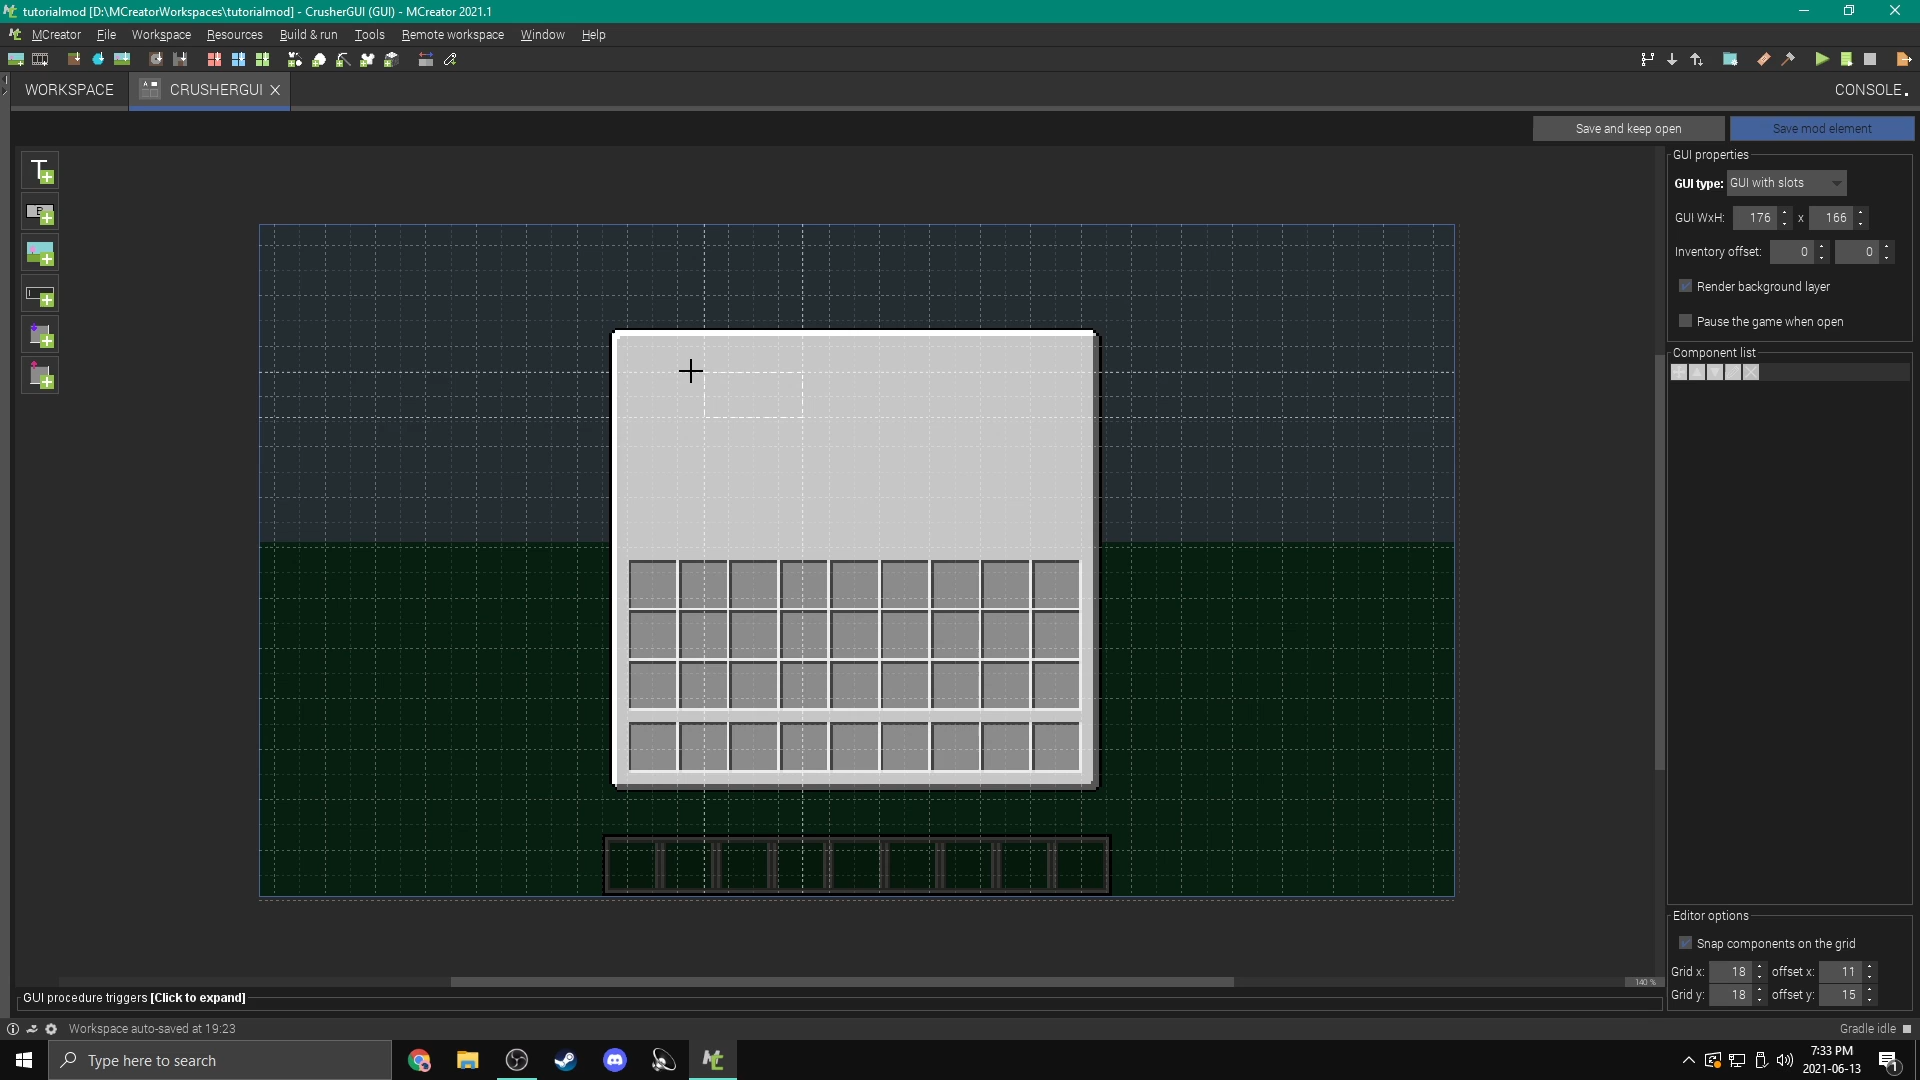 tutorialmod [D:\MCreatorWorkspaces\tutorialmod] - CrusherGUI (GUI) - MCreator 2021.1
MCreator File Workspace Resources Build & run Tools Remote workspace Window Help
WORKSPACE CRUSHERGUI CONSOLE
Save and keep open Save mod element
GUI properties
GUI type: GUI with slots
GUI WxH: 176 x 166
Inventory offset: 0 0
Render background layer
Pause the game when open
Component list
Editor options
Snap components on the grid
Grid x: 18 offset x: 11
Grid y: 18 offset y: 15
140 %
GUI procedure triggers [Click to expand]
Workspace auto-saved at 19:23 Gradle idle
Type here to search
7:33 PM
2021-06-13
1